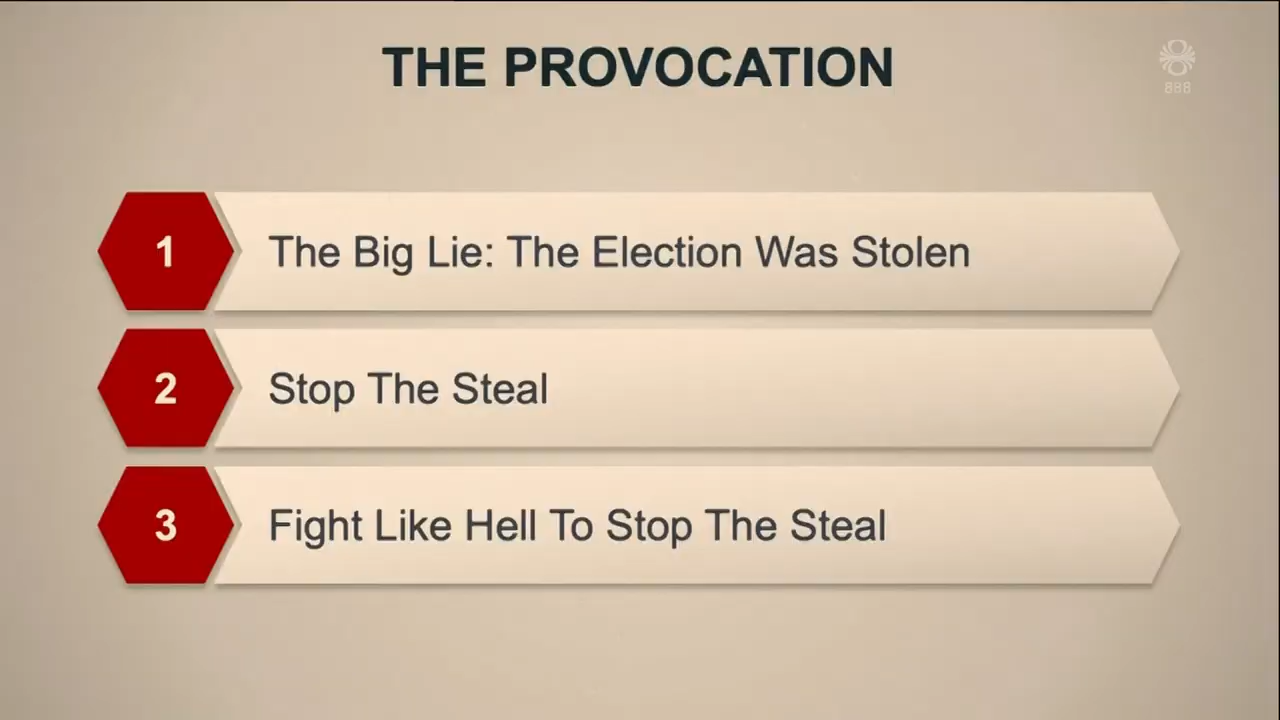 THE PROVOCATION
888
1 The Big Lie: The Election Was Stolen
2 Stop The Steal
3 Fight Like Hell To Stop The Steal